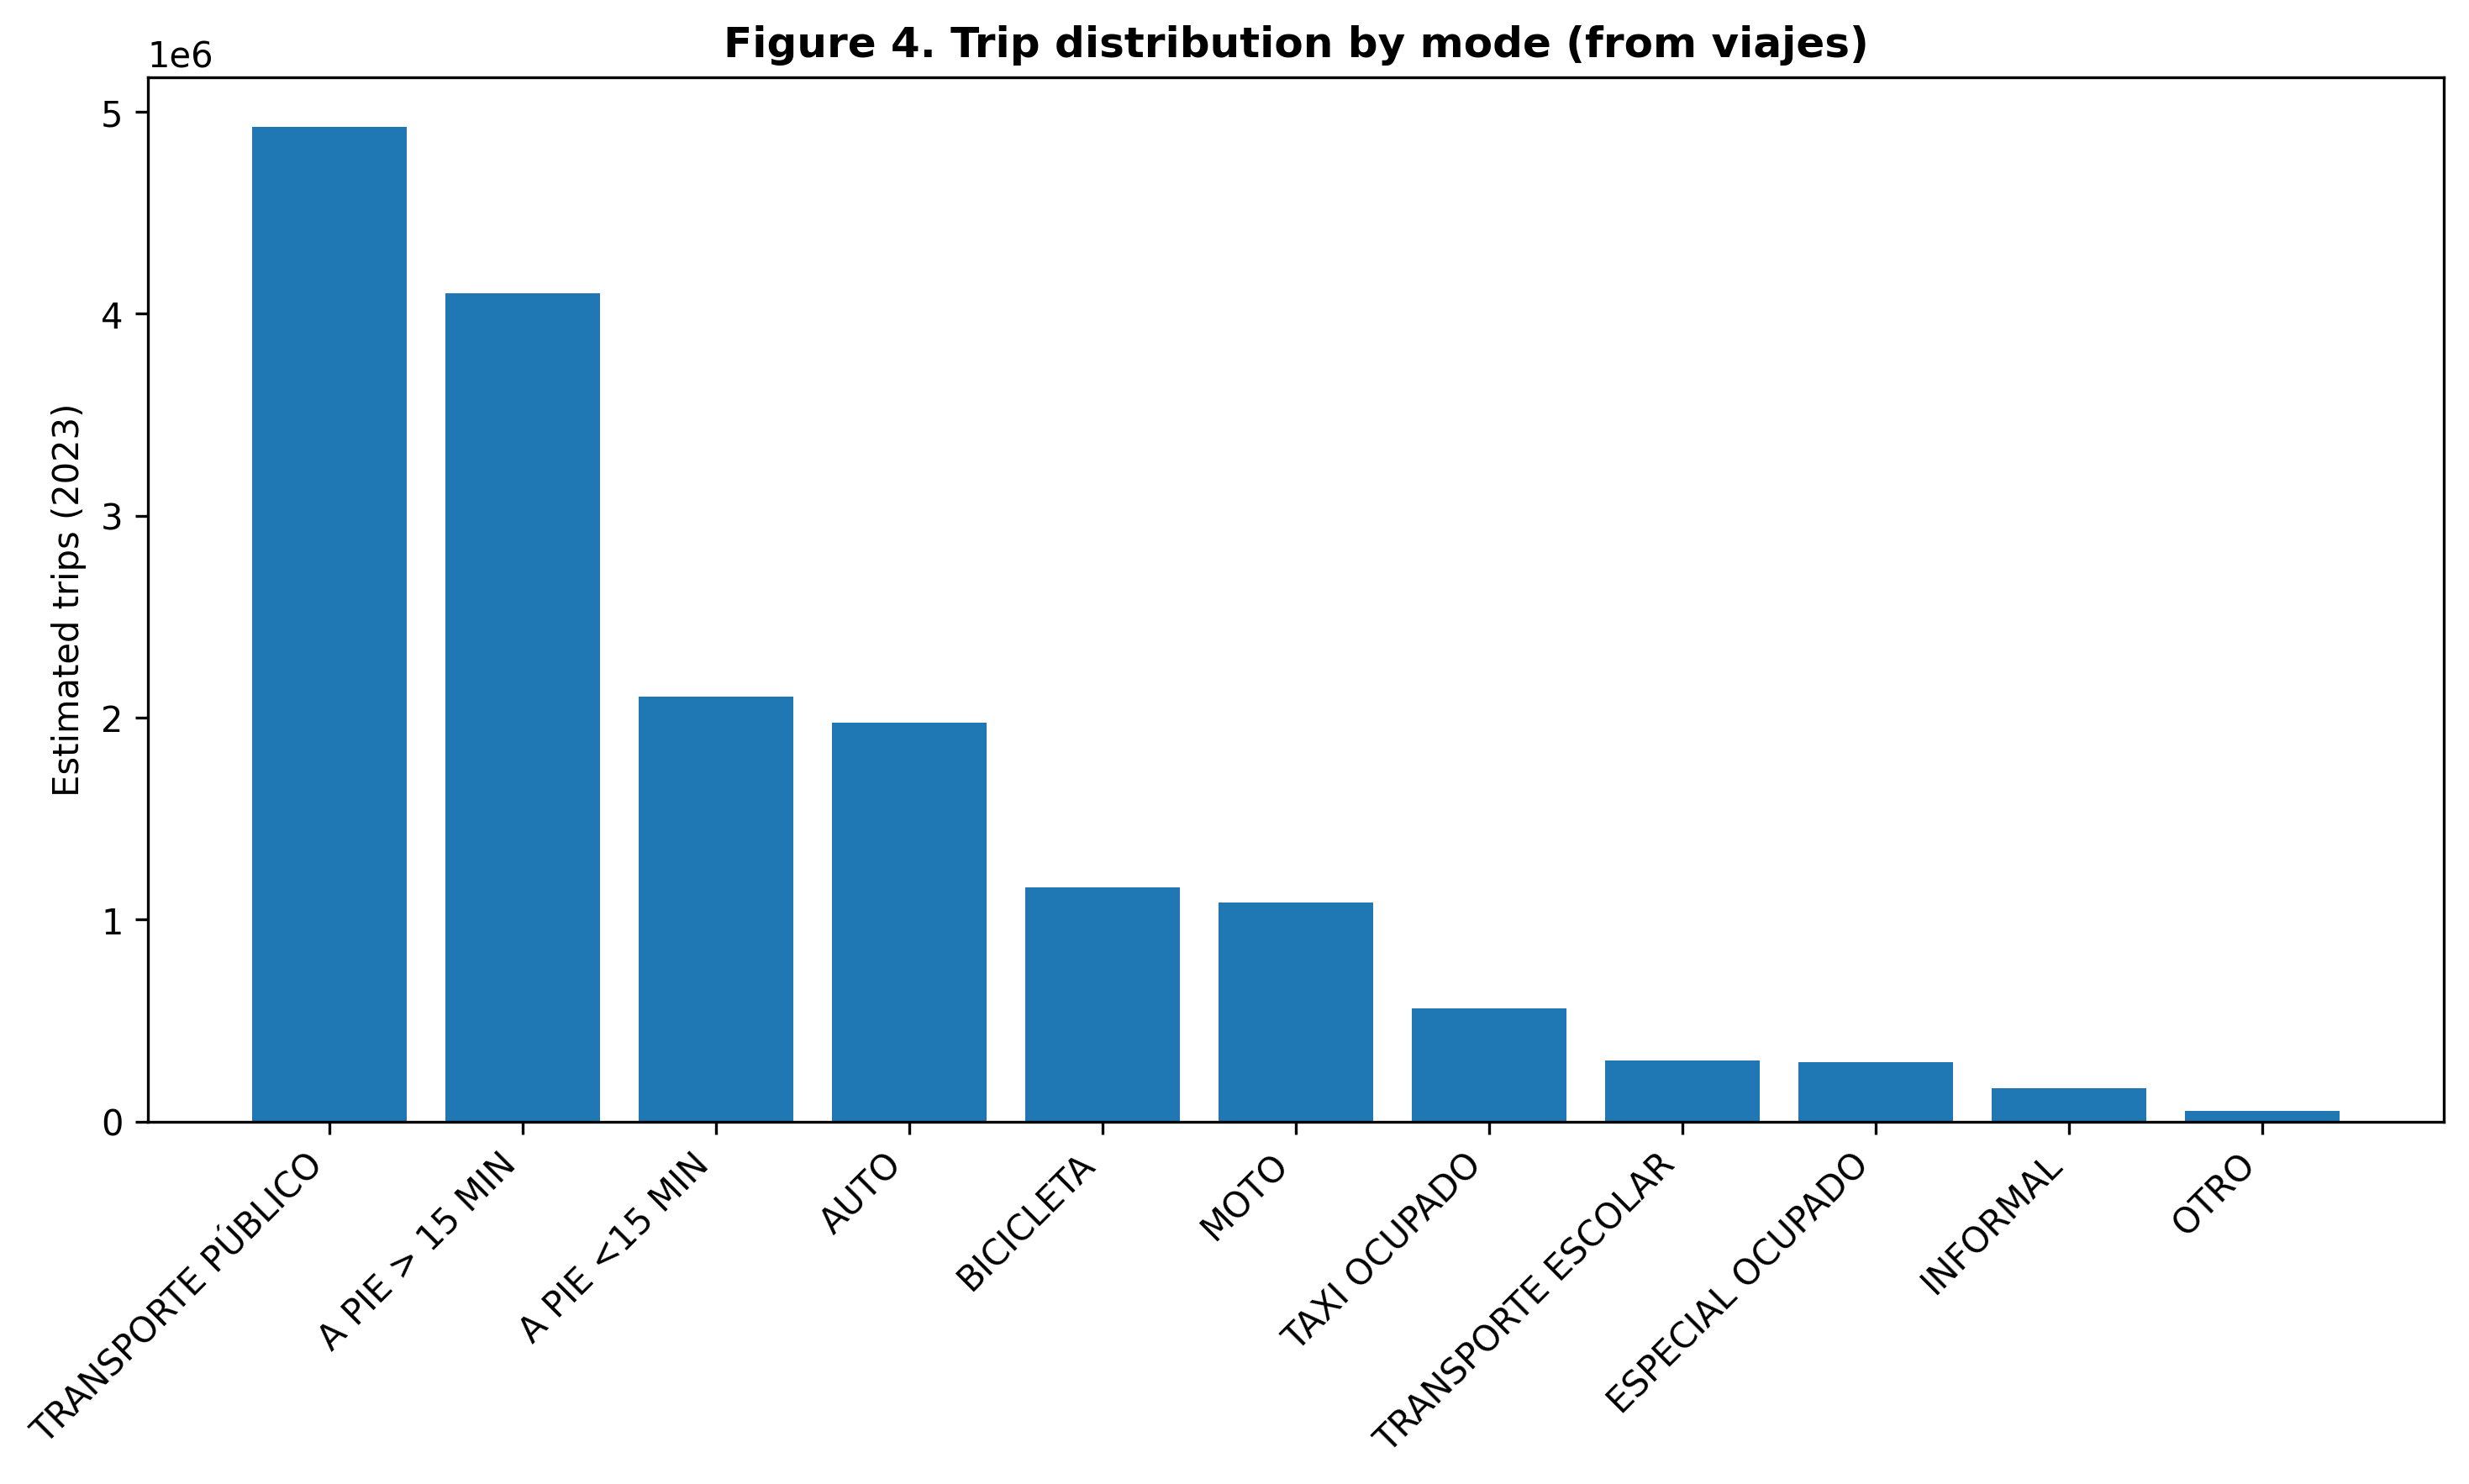 Figure 4. Trip distribution by mode (from viajes)
1e6
5
4
3
2
1
0
Estimated trips (2023)
TRANSPORTE PÚBLICO
A PIE > 15 MIN
A PIE <15 MIN
AUTO
BICICLETA
MOTO
TAXI OCUPADO
TRANSPORTE ESCOLAR
ESPECIAL OCUPADO
INFORMAL
OTRO